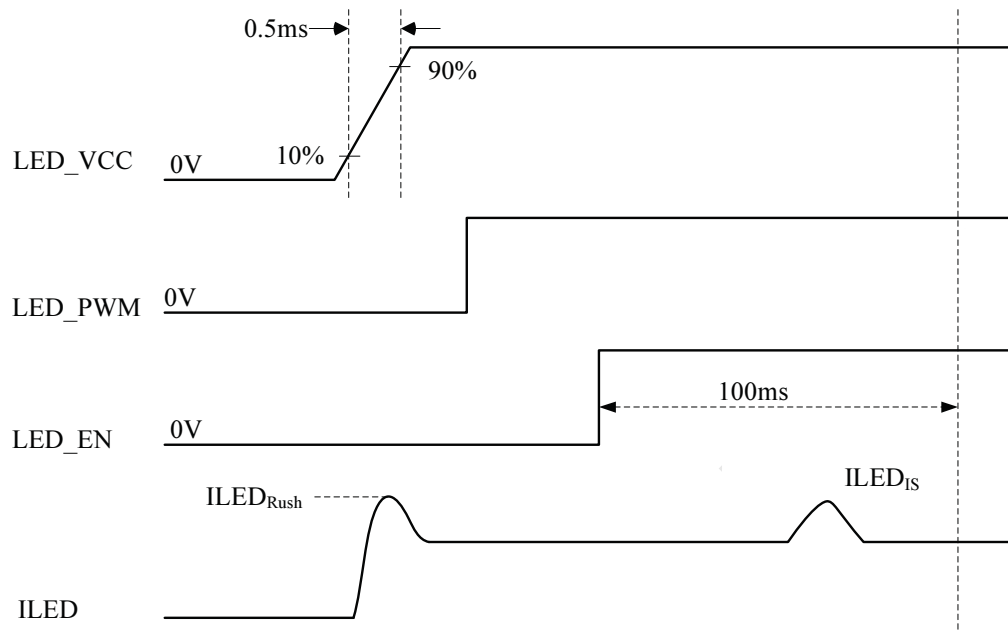 0.5ms
90%
10%
LED_VCC
0V
0V
LED_PWM
100ms
0V
LED_EN
ILEDIS
ILEDRush
ILED